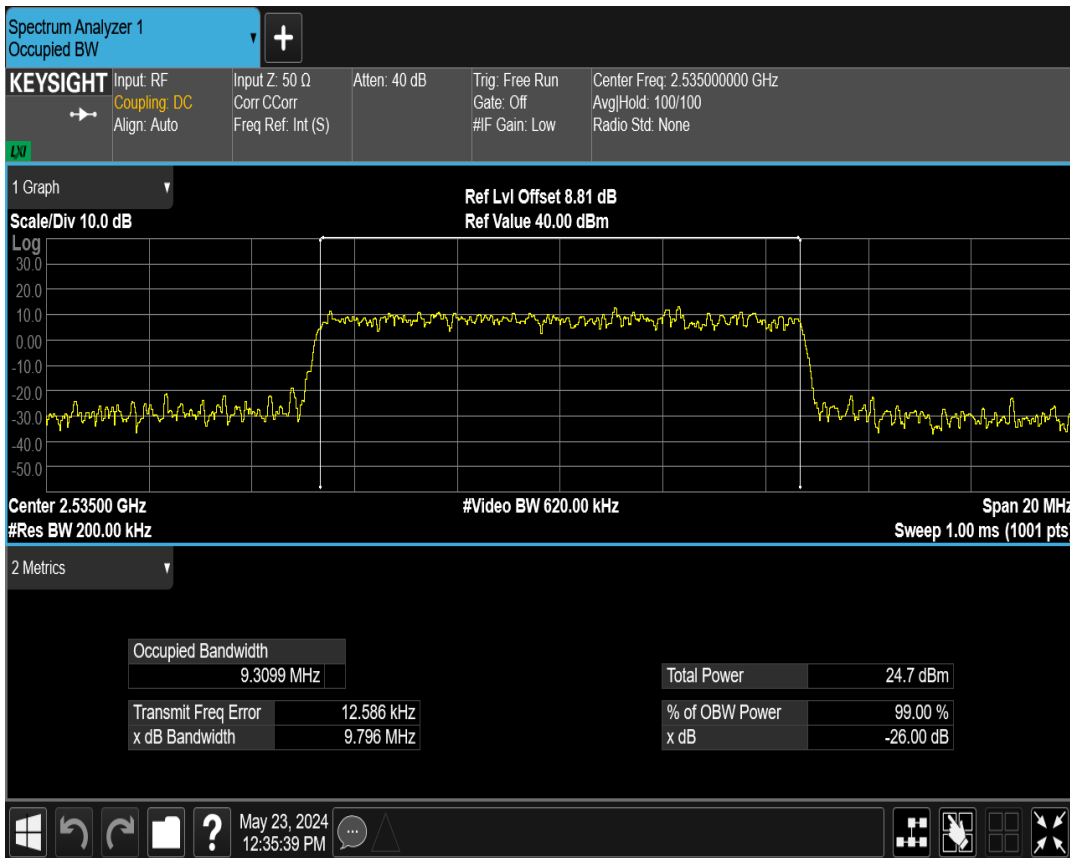 Spectrum Analyzer 1
Occupied BW
KEYSIGHT
LXI
Input: RF
Coupling: DC
Align: Auto
Input Z: 50 Ω
Corr CCorr
Freq Ref: Int (S)
Atten: 40 dB
Trig: Free Run
Gate: Off
#IF Gain: Low
Center Freq: 2.535000000 GHz
Avg|Hold: 100/100
Radio Std: None
1 Graph
Scale/Div 10.0 dB
Ref Lvl Offset 8.81 dB
Ref Value 40.00 dBm
Log
30.0
20.0
10.0
0.00
-10.0
-20.0
-30.0
-40.0
-50.0
Center 2.53500 GHz
#Video BW 620.00 kHz
Span 20 MHz
#Res BW 200.00 kHz
Sweep 1.00 ms (1001 pts)
2 Metrics
Occupied Bandwidth
9.3099 MHz
Total Power 24.7 dBm
Transmit Freq Error 12.586 kHz
% of OBW Power 99.00 %
x dB Bandwidth 9.796 MHz
x dB -26.00 dB
May 23, 2024
12:35:39 PM